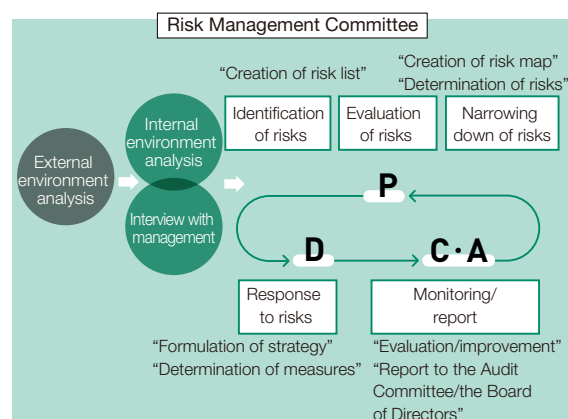 Risk Management Committee
“Creation of risk map”
“Creation of risk list”
“Determination of risks”
Identification
of risks
Evaluation
of risks
Narrowing
down of risks
External
environment
analysis
Internal
environment
analysis
Interview with
management
P
D
C・A
Response
to risks
Monitoring/
report
“Formulation of strategy”
“Determination of measures”
“Evaluation/improvement”
“Report to the Audit
Committee/the Board
of Directors”